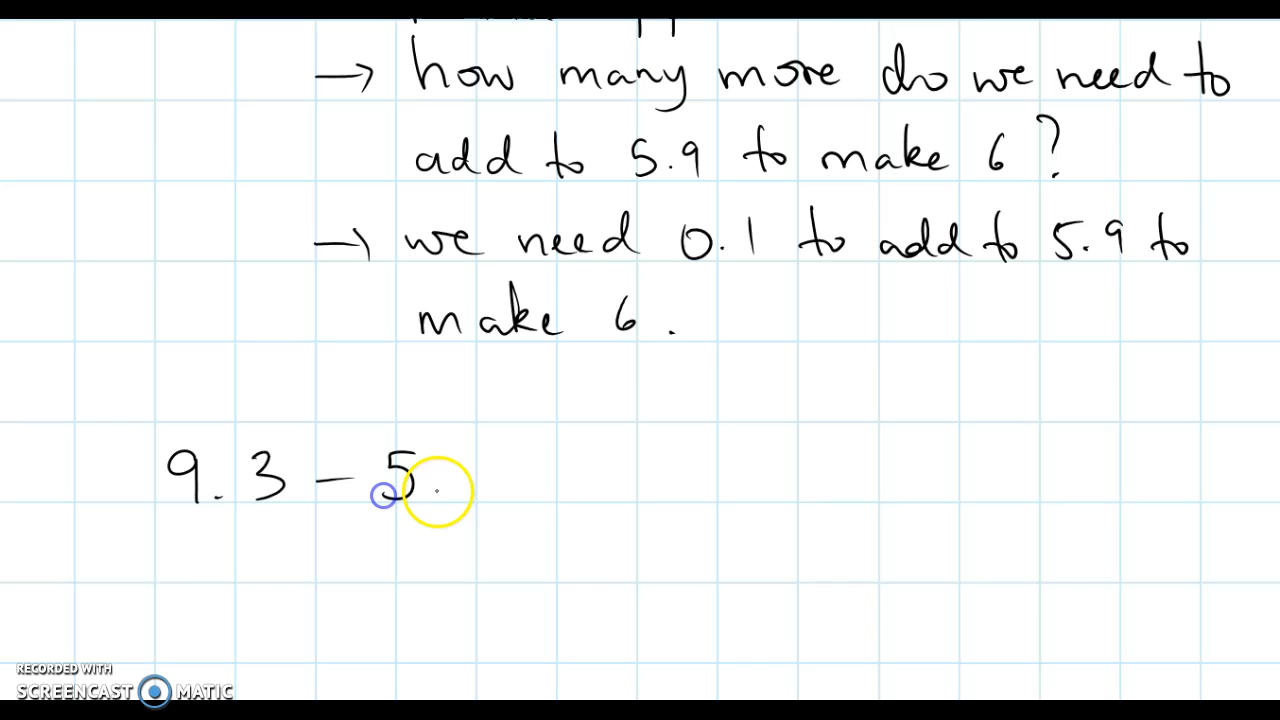 → how many more do we need to
add to 5.9 to make 6?
→ we need 0.1 to add to 5.9 to
make 6.
9.3 - 5.
RECORDED WITH
SCREENCAST MATIC